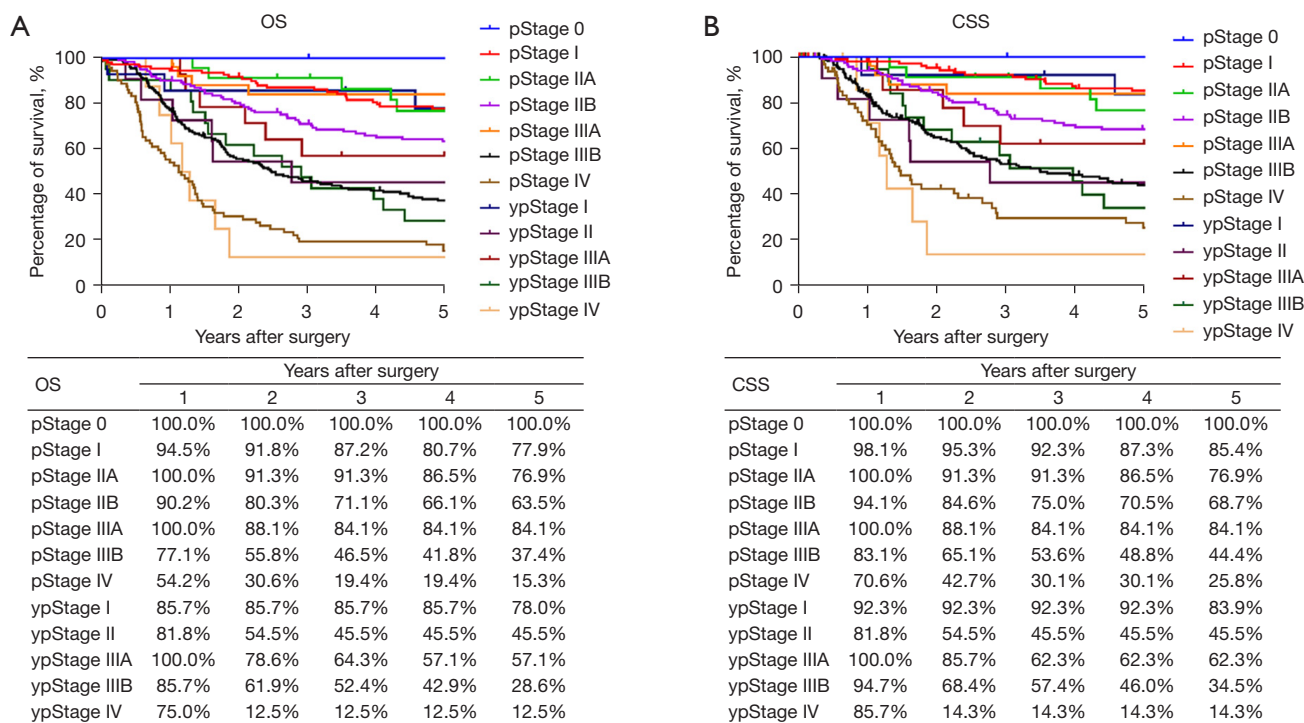 A
OS
Percentage of survival, %
100
80
60
40
20
0
0 1 2 3 4 5
Years after surgery
pStage 0
pStage I
pStage IIA
pStage IIB
pStage IIIA
pStage IIIB
pStage IV
ypStage I
ypStage II
ypStage IIIA
ypStage IIIB
ypStage IV
OS Years after surgery
1 2 3 4 5
pStage 0 100.0% 100.0% 100.0% 100.0% 100.0%
pStage I 94.5% 91.8% 87.2% 80.7% 77.9%
pStage IIA 100.0% 91.3% 91.3% 86.5% 76.9%
pStage IIB 90.2% 80.3% 71.1% 66.1% 63.5%
pStage IIIA 100.0% 88.1% 84.1% 84.1% 84.1%
pStage IIIB 77.1% 55.8% 46.5% 41.8% 37.4%
pStage IV 54.2% 30.6% 19.4% 19.4% 15.3%
ypStage I 85.7% 85.7% 85.7% 85.7% 78.0%
ypStage II 81.8% 54.5% 45.5% 45.5% 45.5%
ypStage IIIA 100.0% 78.6% 64.3% 57.1% 57.1%
ypStage IIIB 85.7% 61.9% 52.4% 42.9% 28.6%
ypStage IV 75.0% 12.5% 12.5% 12.5% 12.5%
B
CSS
Percentage of survival, %
100
80
60
40
20
0
0 1 2 3 4 5
Years after surgery
pStage 0
pStage I
pStage IIA
pStage IIB
pStage IIIA
pStage IIIB
pStage IV
ypStage I
ypStage II
ypStage IIIA
ypStage IIIB
ypStage IV
CSS Years after surgery
1 2 3 4 5
pStage 0 100.0% 100.0% 100.0% 100.0% 100.0%
pStage I 98.1% 95.3% 92.3% 87.3% 85.4%
pStage IIA 100.0% 91.3% 91.3% 86.5% 76.9%
pStage IIB 94.1% 84.6% 75.0% 70.5% 68.7%
pStage IIIA 100.0% 88.1% 84.1% 84.1% 84.1%
pStage IIIB 83.1% 65.1% 53.6% 48.8% 44.4%
pStage IV 70.6% 42.7% 30.1% 30.1% 25.8%
ypStage I 92.3% 92.3% 92.3% 92.3% 83.9%
ypStage II 81.8% 54.5% 45.5% 45.5% 45.5%
ypStage IIIA 100.0% 85.7% 62.3% 62.3% 62.3%
ypStage IIIB 94.7% 68.4% 57.4% 46.0% 34.5%
ypStage IV 85.7% 14.3% 14.3% 14.3% 14.3%